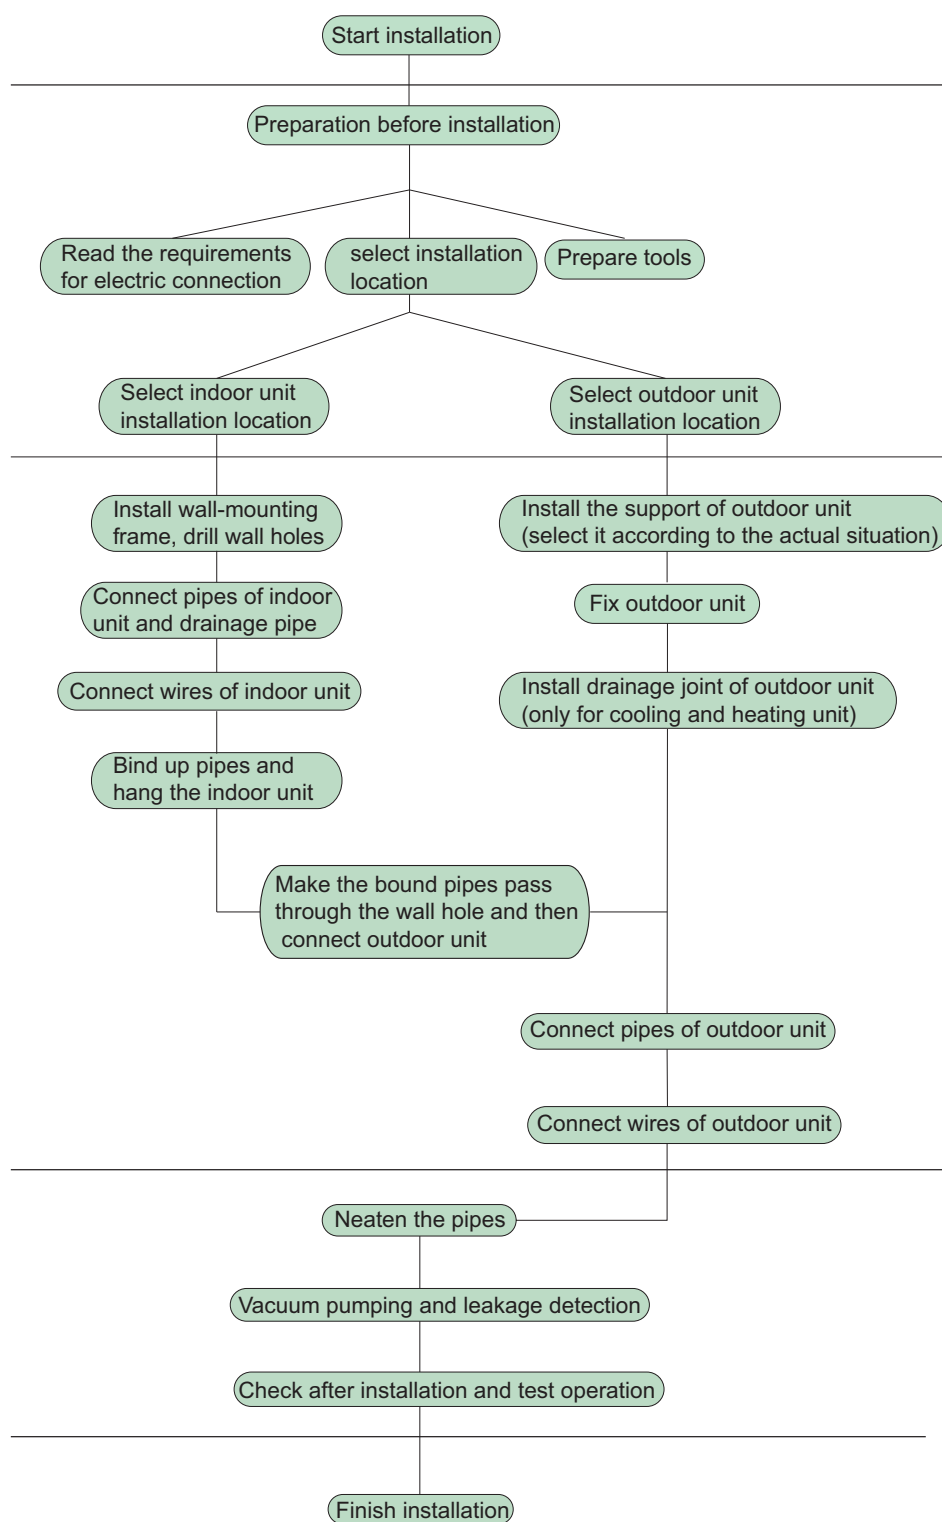 Start installation
Preparation before installation
Read the requirements
for electric connection
select installation
location
Prepare tools
Select indoor unit
installation location
Select outdoor unit
installation location
Install wall-mounting
frame, drill wall holes
Install the support of outdoor unit
(select it according to the actual situation)
Connect pipes of indoor
unit and drainage pipe
Fix outdoor unit
Connect wires of indoor unit
Install drainage joint of outdoor unit
(only for cooling and heating unit)
Bind up pipes and
hang the indoor unit
Make the bound pipes pass
through the wall hole and then
connect outdoor unit
Connect pipes of outdoor unit
Connect wires of outdoor unit
Neaten the pipes
Vacuum pumping and leakage detection
Check after installation and test operation
Finish installation